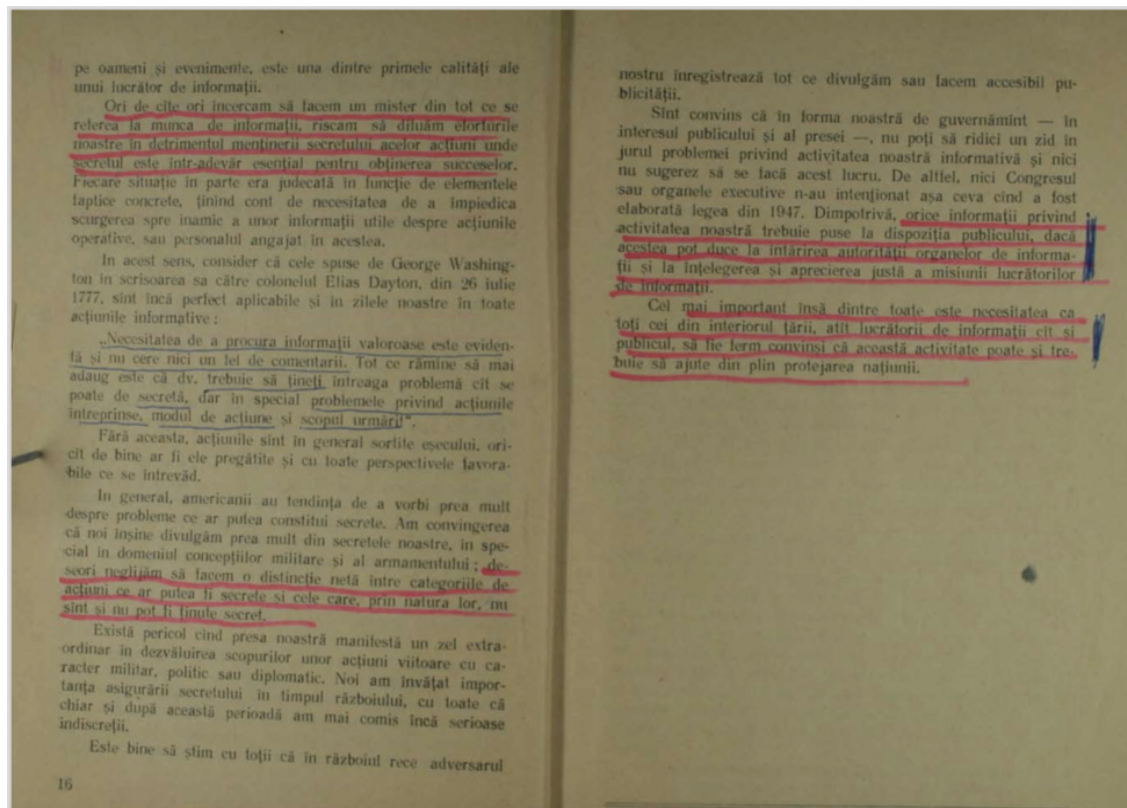 pe oameni și evenimente, este una dintre primele calități ale
unui lucrător de informații.
Ori de cîte ori încercam să facem un mister din tot ce se
referea la munca de informații, riscam să diluăm eforturile
noastre în detrimentul menținerii secretului acelor acțiuni unde
secretul este într-adevăr esențial pentru obținerea succeselor.
Fiecare situație în parte era judecată în funcție de elementele
faptice concrete, ținînd cont de necesitatea de a împiedica
scurgerea spre inamic a unor informații utile despre acțiunile
operative, sau personalul angajat în acestea.
În acest sens, consider că cele spuse de George Washing-
ton în scrisoarea sa către colonelul Elias Dayton, din 26 iulie
1777, sînt încă perfect aplicabile și în zilele noastre în toate
acțiunile informative :
„Necesitatea de a procura informații valoroase este eviden-
tă și nu cere nici un fel de comentarii. Tot ce rămîne să mai
adaug este că dv. trebuie să țineți întreaga problemă cît se
poate de secretă, dar în special problemele privind acțiunile
întreprinse, modul de acțiune și scopul urmărit".
Fără aceasta, acțiunile sînt în general sortite eșecului, ori-
cît de bine ar fi ele pregătite și cu toate perspectivele favora-
bile ce se întrevăd.
În general, americanii au tendința de a vorbi prea mult
despre probleme ce ar putea constitui secrete. Am convingerea
că noi înșine divulgăm prea mult din secretele noastre, în spe-
cial în domeniul concepțiilor militare și al armamentului ; de-
seori neglijăm să facem o distincție netă între categoriile de
acțiuni ce ar putea fi secrete și cele care, prin natura lor, nu
sînt și nu pot fi ținute secret.
Există pericol cînd presa noastră manifestă un zel extra-
ordinar în dezvăluirea scopurilor unor acțiuni viitoare cu ca-
racter militar, politic sau diplomatic. Noi am învățat impor-
tanța asigurării secretului în timpul războiului, cu toate că
chiar și după această perioadă am mai comis încă serioase
indiscreții.
Este bine să știm cu toții că în războiul rece adversarul
16
nostru înregistrează tot ce divulgăm sau facem accesibil pu-
blicității.
Sînt convins că în forma noastră de guvernămînt — în
interesul publicului și al presei —, nu poți să ridici un zid în
jurul problemei privind activitatea noastră informativă și nici
nu sugerez să se facă acest lucru. De altfel, nici Congresul
sau organele executive n-au intenționat așa ceva cînd a fost
elaborată legea din 1947. Dimpotrivă, orice informații privind
activitatea noastră trebuie puse la dispoziția publicului, dacă
acestea pot duce la întărirea autorității organelor de informa-
ții și la înțelegerea și aprecierea justă a misiunii lucrătorilor
de informații.
Cel mai important însă dintre toate este necesitatea ca
toți cei din interiorul țării, atît lucrătorii de informații cît și
publicul, să fie ferm convinși că această activitate poate și tre-
buie să ajute din plin protejarea națiunii.